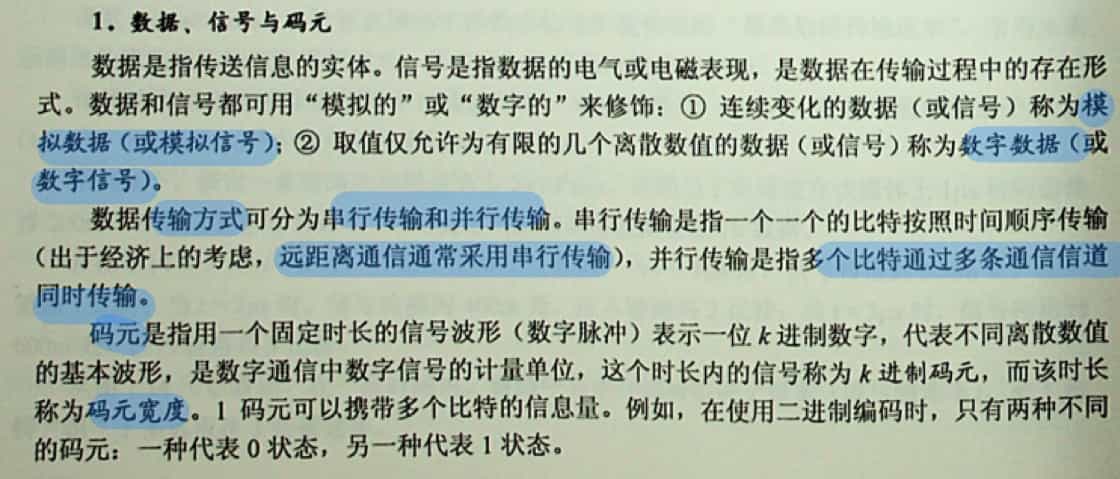 1. 数据、信号与码元
数据是指传送信息的实体。信号是指数据的电气或电磁表现，是数据在传输过程中的存在形
式。数据和信号都可用“模拟的”或“数字的”来修饰：① 连续变化的数据（或信号）称为模
拟数据（或模拟信号）；② 取值仅允许为有限的几个离散数值的数据（或信号）称为数字数据（或
数字信号）。
数据传输方式可分为串行传输和并行传输。串行传输是指一个一个的比特按照时间顺序传输
（出于经济上的考虑，远距离通信通常采用串行传输），并行传输是指多个比特通过多条通信信道
同时传输。
码元是指用一个固定时长的信号波形（数字脉冲）表示一位 k 进制数字，代表不同离散数值
的基本波形，是数字通信中数字信号的计量单位，这个时长内的信号称为 k 进制码元，而该时长
称为码元宽度。1 码元可以携带多个比特的信息量。例如，在使用二进制编码时，只有两种不同
的码元：一种代表 0 状态，另一种代表 1 状态。